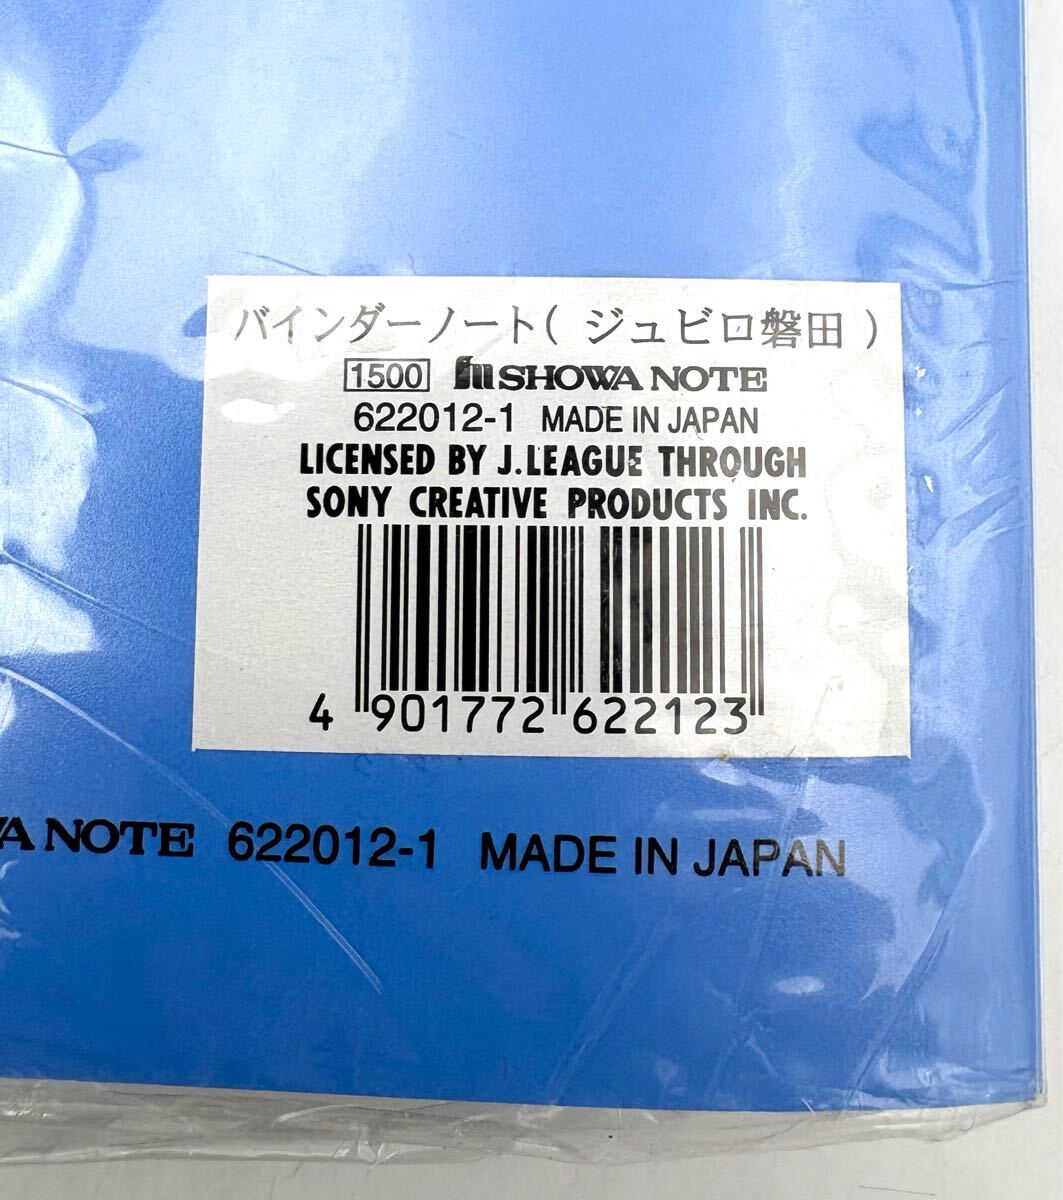 バインダーノート( ジュビロ磐田 )
1500 SHOWA NOTE
622012-1 MADE IN JAPAN
LICENSED BY J.LEAGUE THROUGH
SONY CREATIVE PRODUCTS INC.
4 901772 622123
WA NOTE 622012-1 MADE IN JAPAN